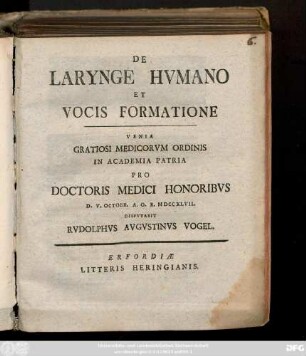 6.
DE
LARYNGE HVMANO
ET
VOCIS FORMATIONE
VENIA
GRATIOSI MEDICORVM ORDINIS
IN ACADEMIA PATRIA
PRO
DOCTORIS MEDICI HONORIBVS
D. V. OCTOBR. A. O. R. MDCCXLVII.
DISPVTABIT
RVDOLPHVS AVGVSTINVS VOGEL.
ERFORDIÆ
LITTERIS HERINGIANIS.